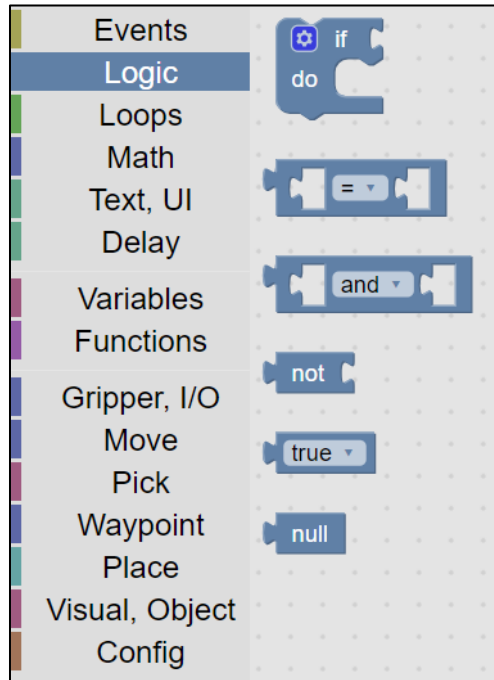 Events
Logic
Loops
Math
Text, UI
Delay
Variables
Functions
Gripper, I/O
Move
Pick
Waypoint
Place
Visual, Object
Config
if
do
=
and
not
true
null